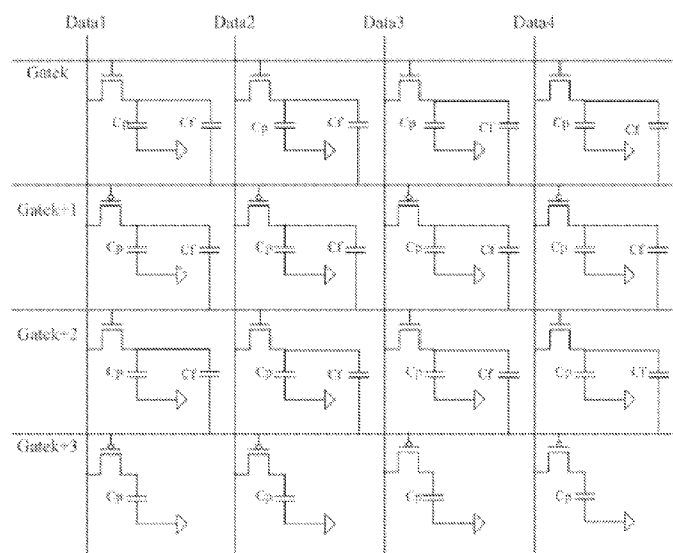 Data1 Data2 Data3 Data4
Gatek
Cp Cf Cp Cf Cp Cf Cp Cf
Gatek+1
Cp Cf Cp Cf Cp Cf Cp Cf
Gatek+2
Cp Cf Cp Cf Cp Cf Cp Cf
Gatek+3
Cp Cp Cp Cp